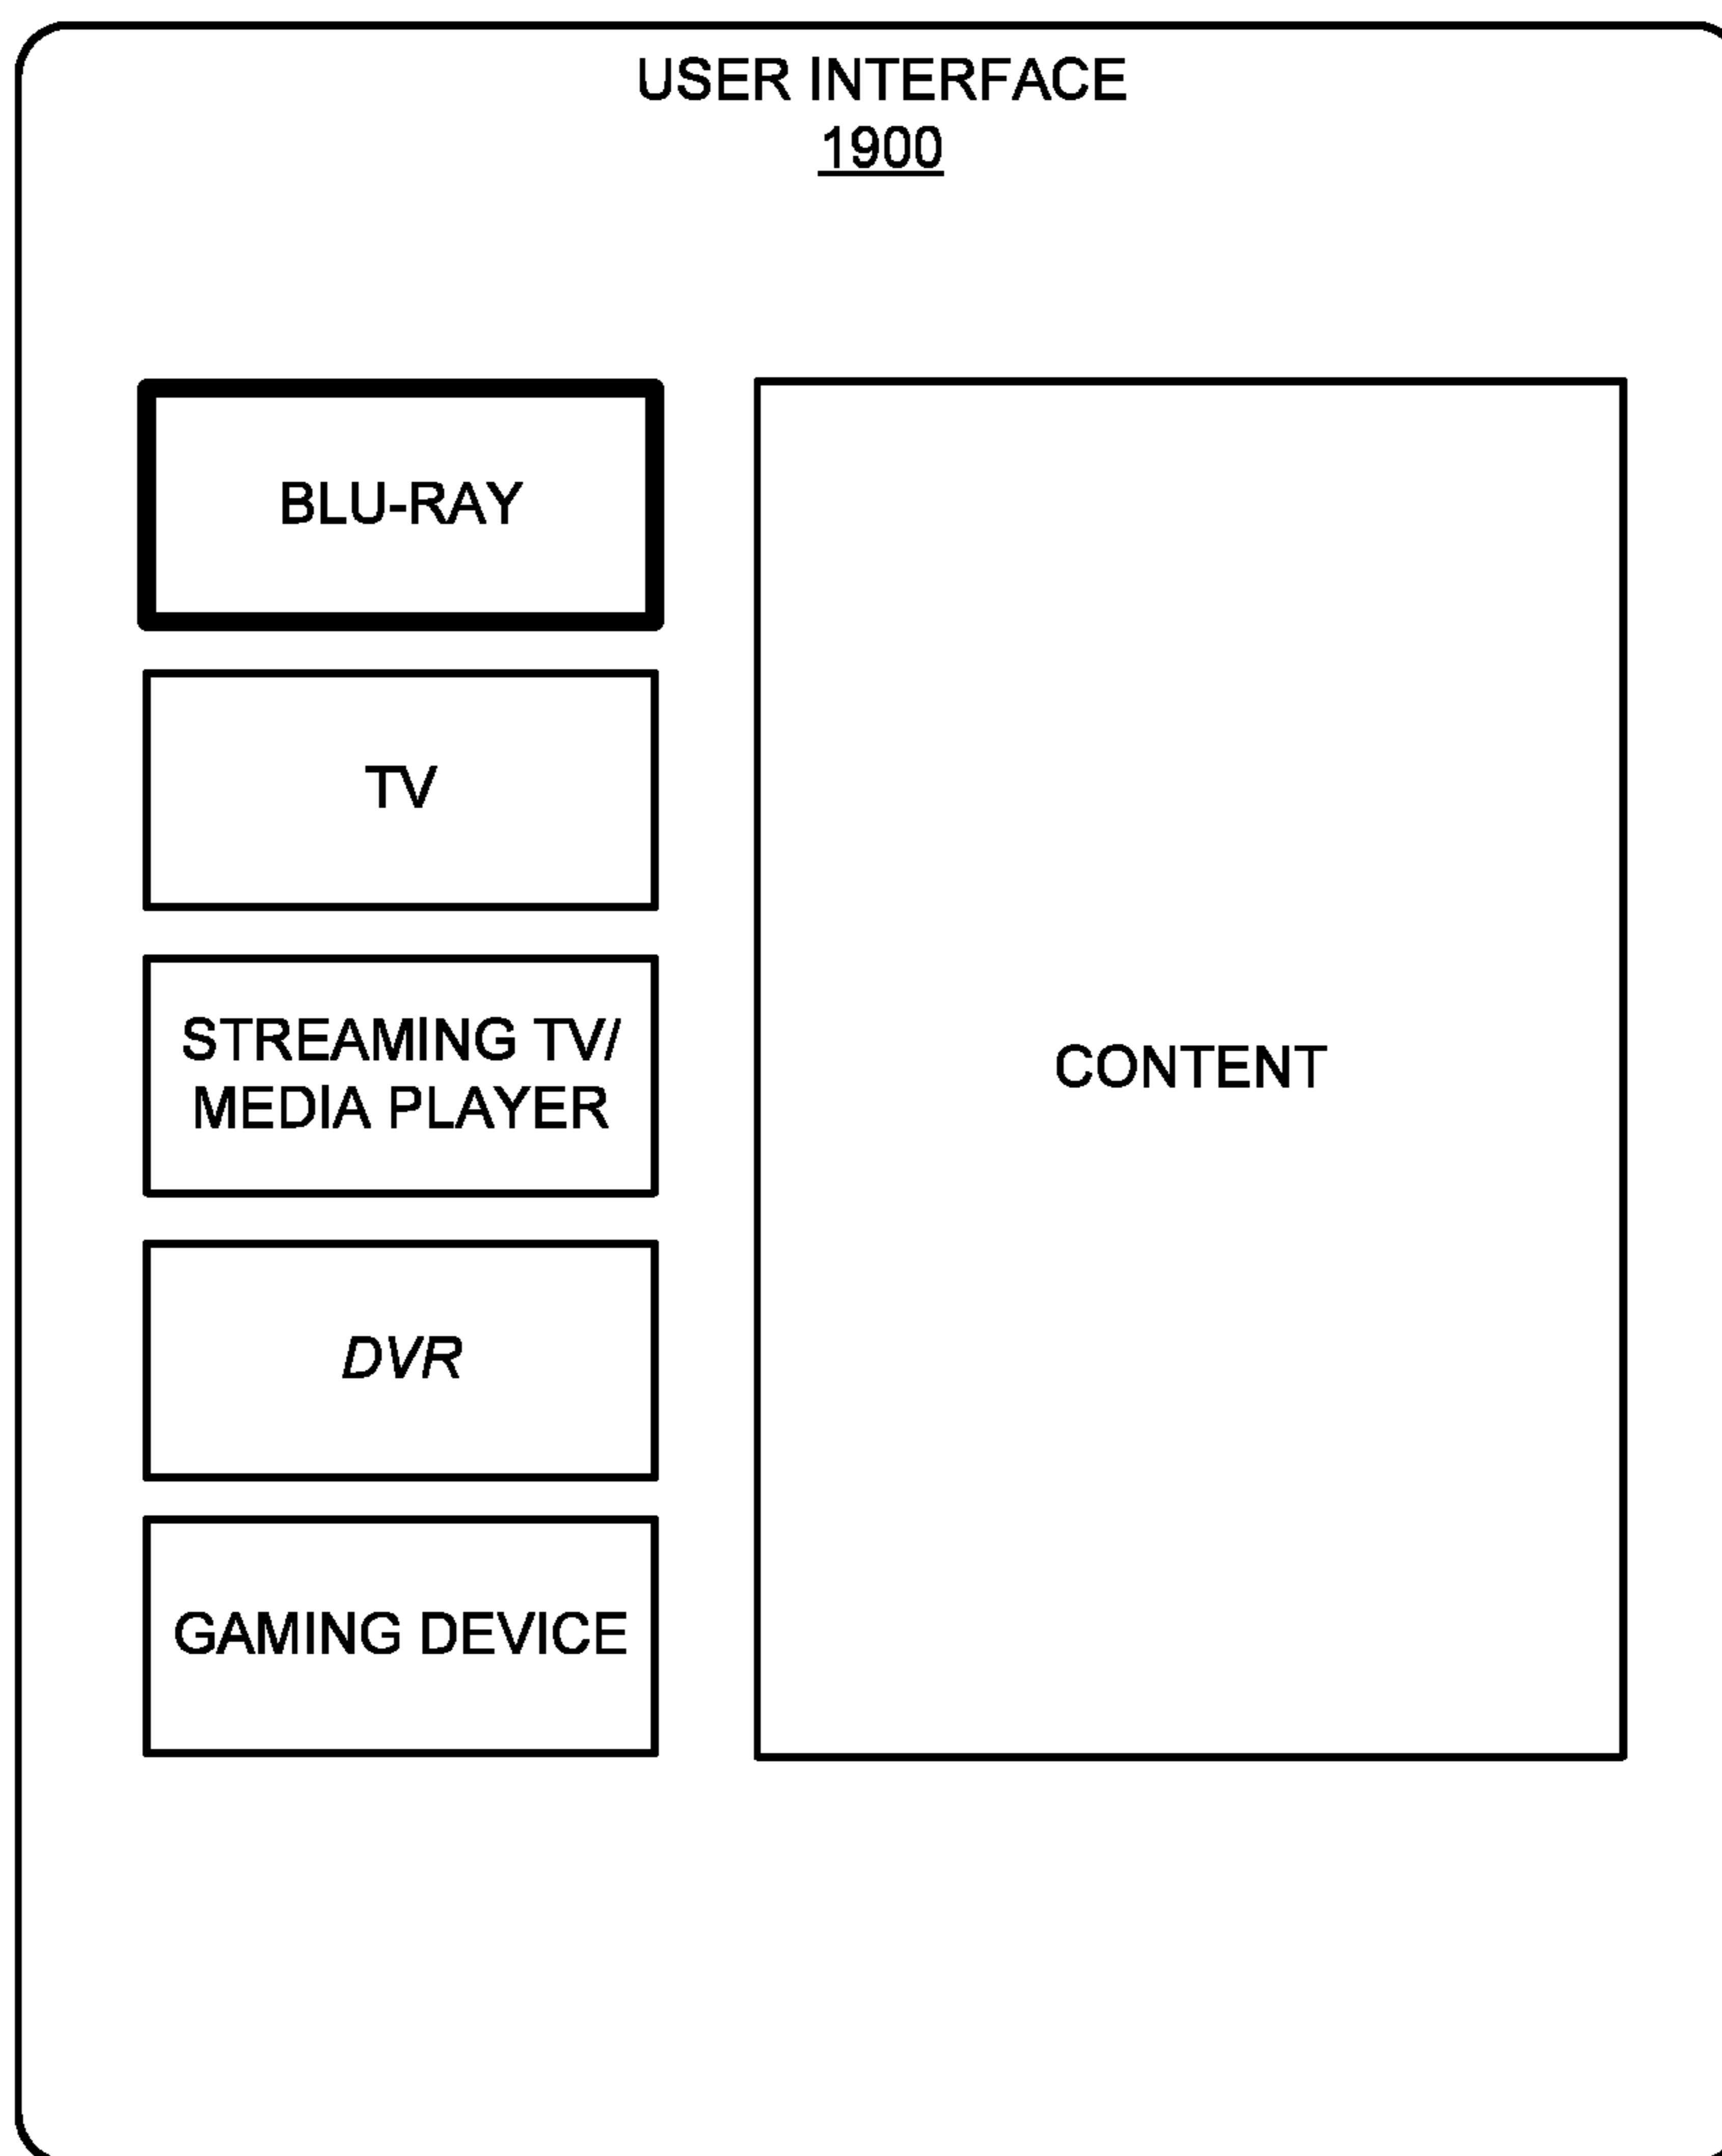 USER INTERFACE
1900
BLU-RAY
TV
STREAMING TV/
MEDIA PLAYER
DVR
GAMING DEVICE
CONTENT